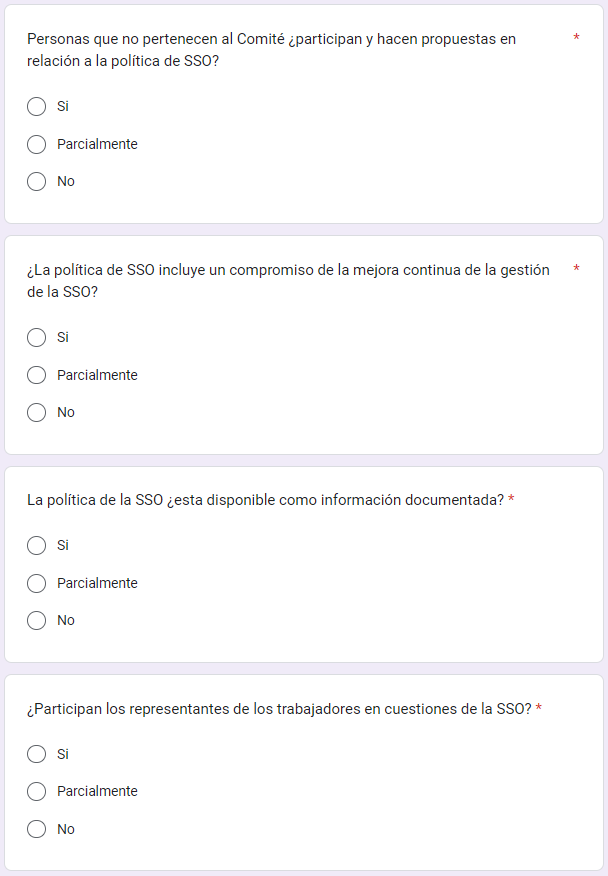 Personas que no pertenecen al Comité ¿participan y hacen propuestas en *
relación a la política de SSO?
Si
Parcialmente
No
¿La política de SSO incluye un compromiso de la mejora continua de la gestión *
de la SSO?
Si
Parcialmente
No
La política de la SSO ¿esta disponible como información documentada? *
Si
Parcialmente
No
¿Participan los representantes de los trabajadores en cuestiones de la SSO? *
Si
Parcialmente
No